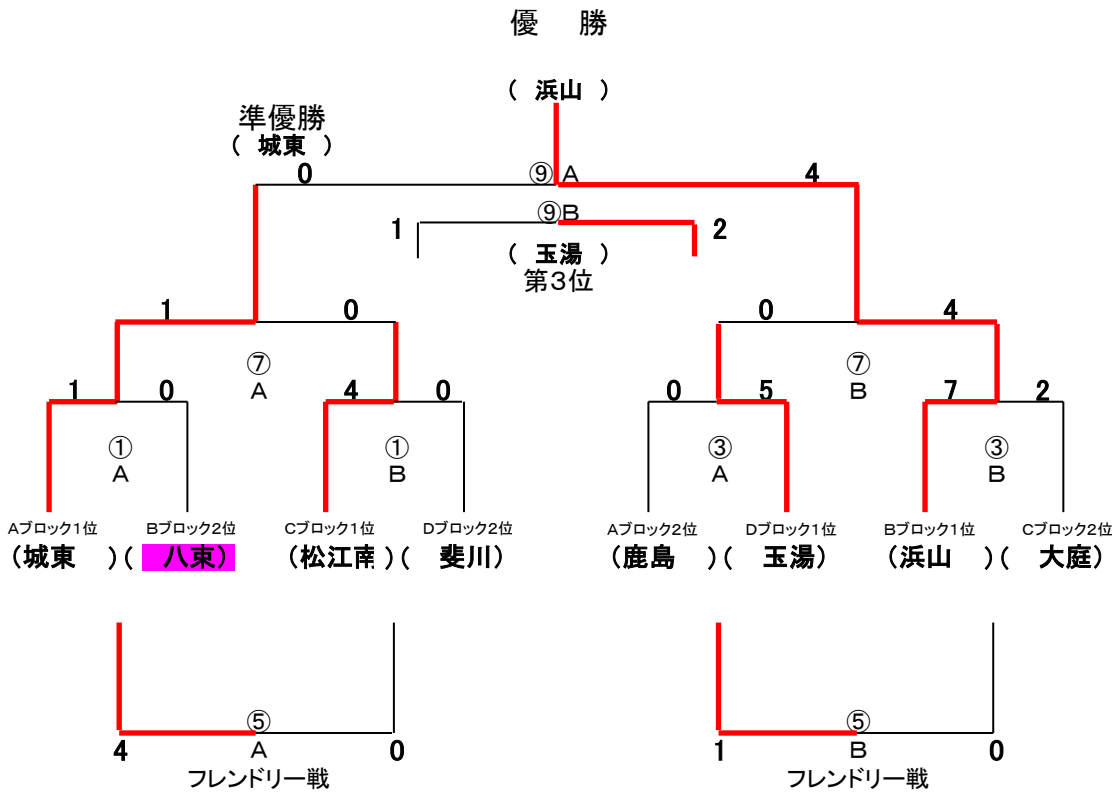 優 勝
( 浜山 )
準優勝
( 城東 )
0 ⑨ A 4
1 ⑨B 2
( 玉湯 )
第3位
1 0 0 4
⑦ ⑦
A B
1 0 4 0 0 5 7 2
① ① ③ ③
A B A B
Aブロック1位 Bブロック2位 Cブロック1位 Dブロック2位 Aブロック2位 Dブロック1位 Bブロック1位 Cブロック2位
(城東 )( 八束) (松江南 )( 斐川) (鹿島 )( 玉湯) (浜山 )( 大庭)
⑤ ⑤
4 A 0 1 B 0
フレンドリー戦 フレンドリー戦